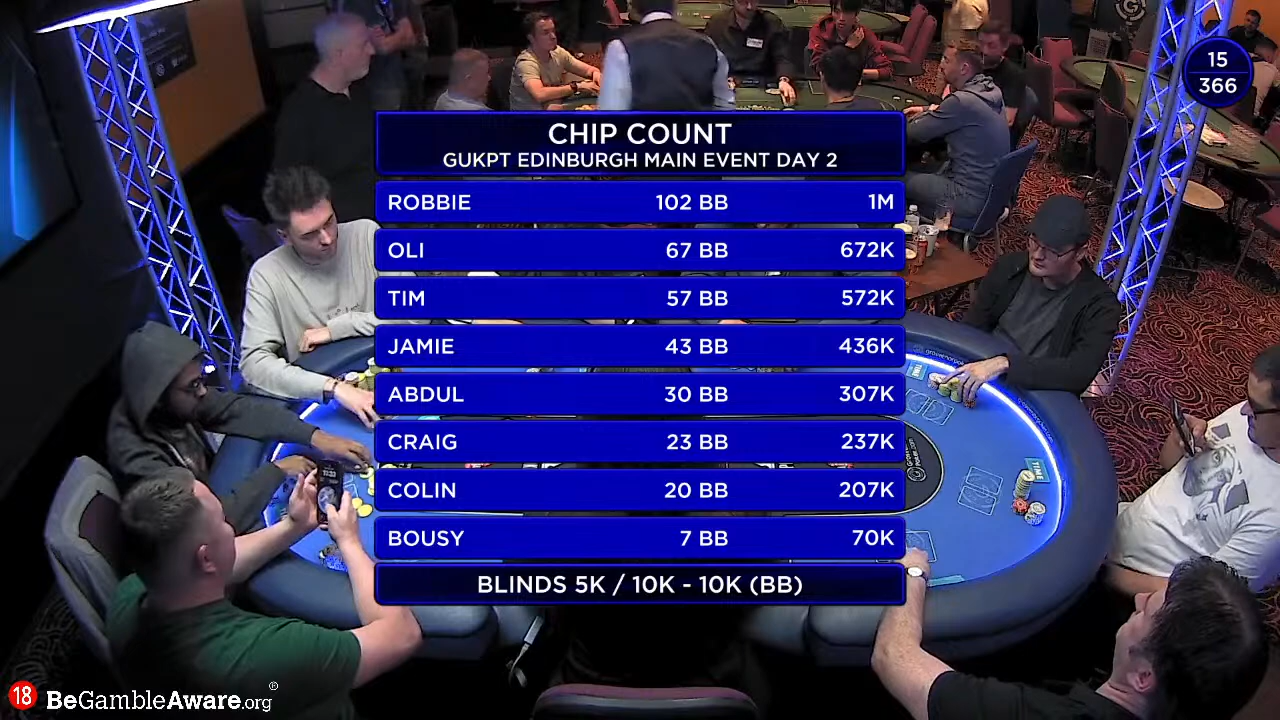 15
366
CHIP COUNT
GUKPT EDINBURGH MAIN EVENT DAY 2
ROBBIE 102 BB 1M
OLI 67 BB 672K
TIM 57 BB 572K
JAMIE 43 BB 436K
ABDUL 30 BB 307K
CRAIG 23 BB 237K
COLIN 20 BB 207K
BOUSY 7 BB 70K
BLINDS 5K / 10K - 10K (BB)
18 BeGambleAware.org®